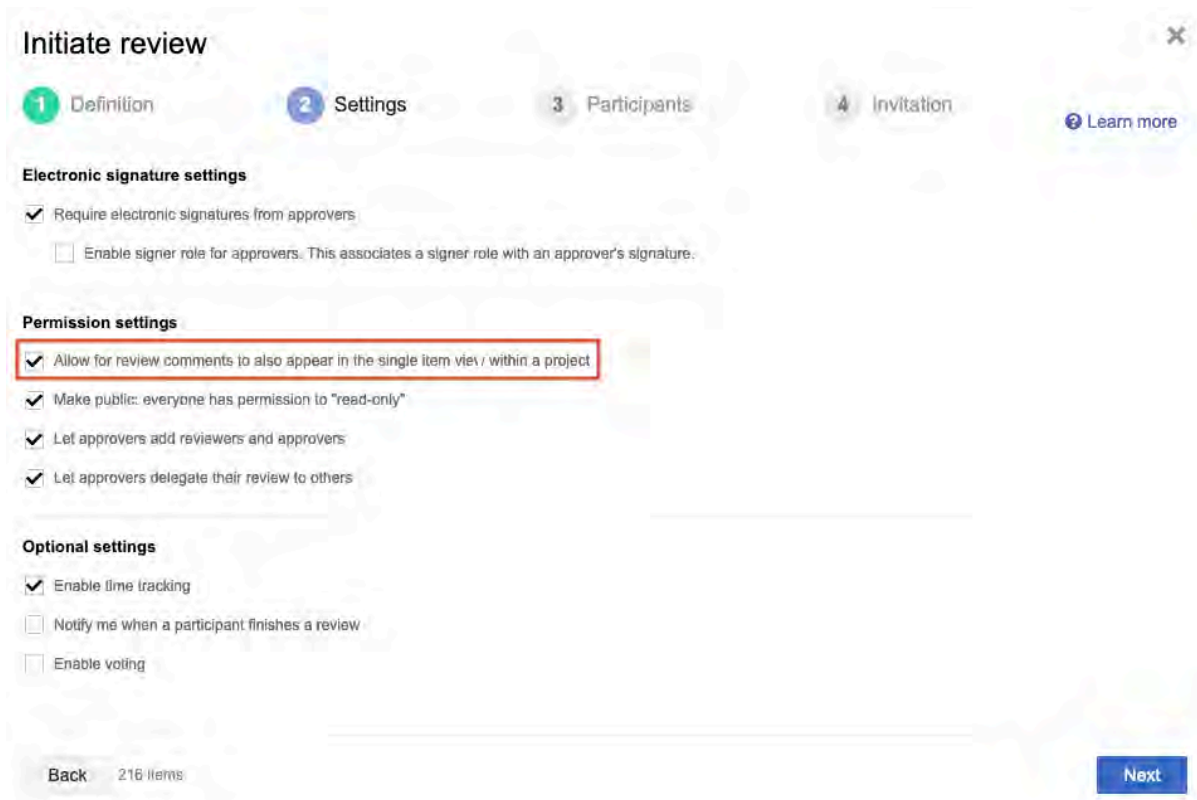 Initiate review
1 Definition 2 Settings 3 Participants 4 Invitation
Learn more
Electronic signature settings
Require electronic signatures from approvers
Enable signer role for approvers. This associates a signer role with an approver's signature.
Permission settings
Allow for review comments to also appear in the single item view within a project
Make public: everyone has permission to "read-only"
Let approvers add reviewers and approvers
Let approvers delegate their review to others
Optional settings
Enable time tracking
Notify me when a participant finishes a review
Enable voting
Back 216 items Next